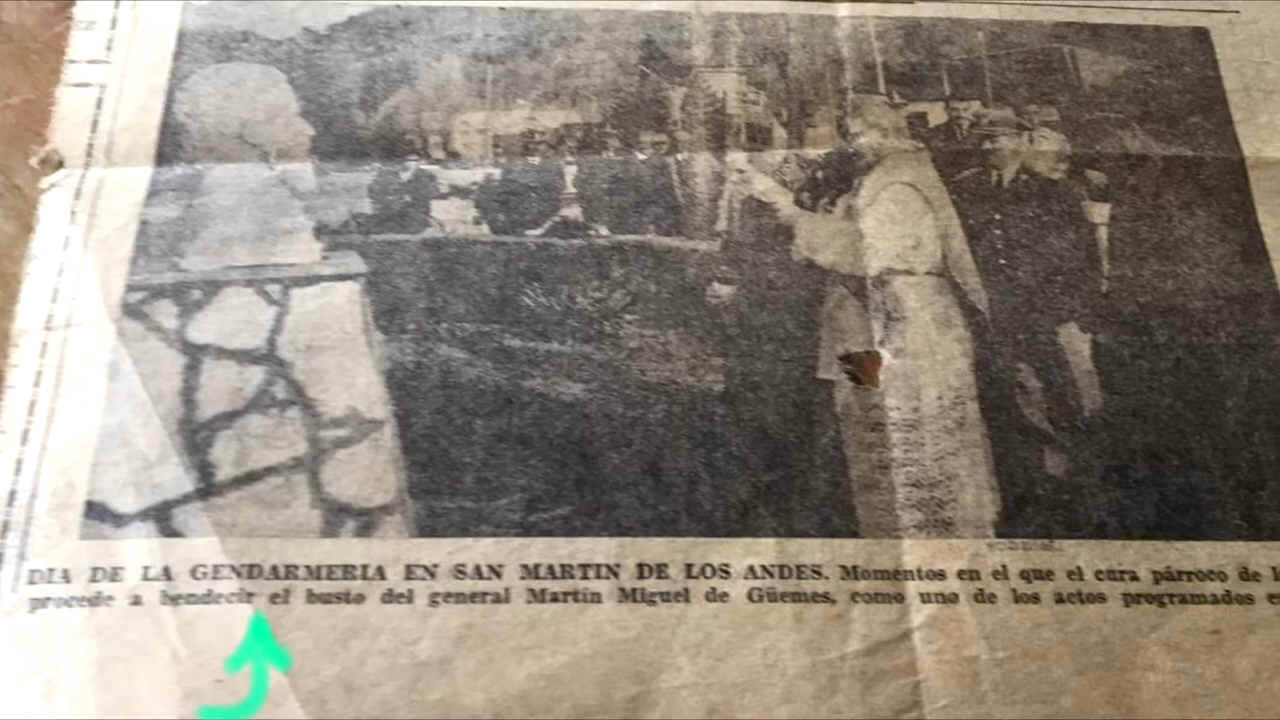 DIA DE LA GENDARMERIA EN SAN MARTIN DE LOS ANDES. Momentos en el que el cura párroco de
procede a bendecir el busto del general Martín Miguel de Güemes, como uno de los actos programados